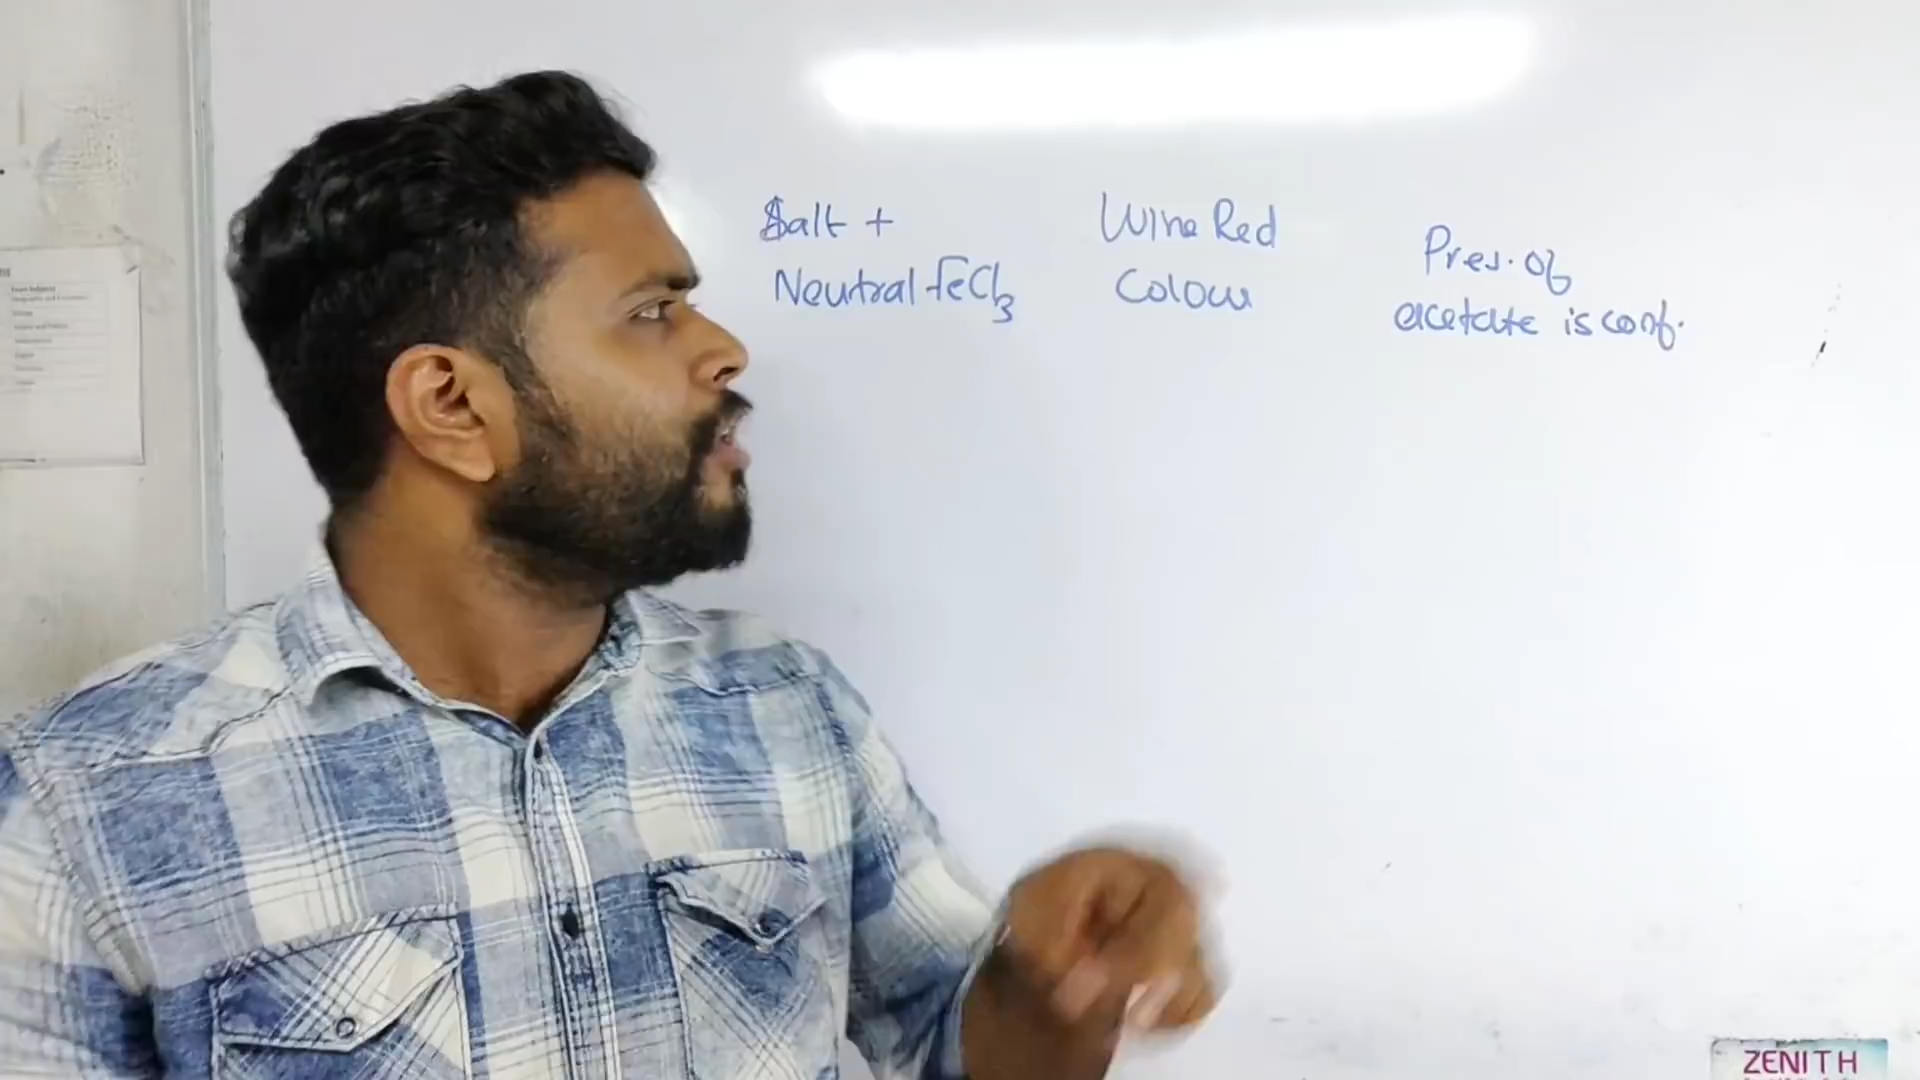 Salt +
Neutral FeCl3
Wine Red
Colour
Pres. of
acetate is conf.
ZENITH